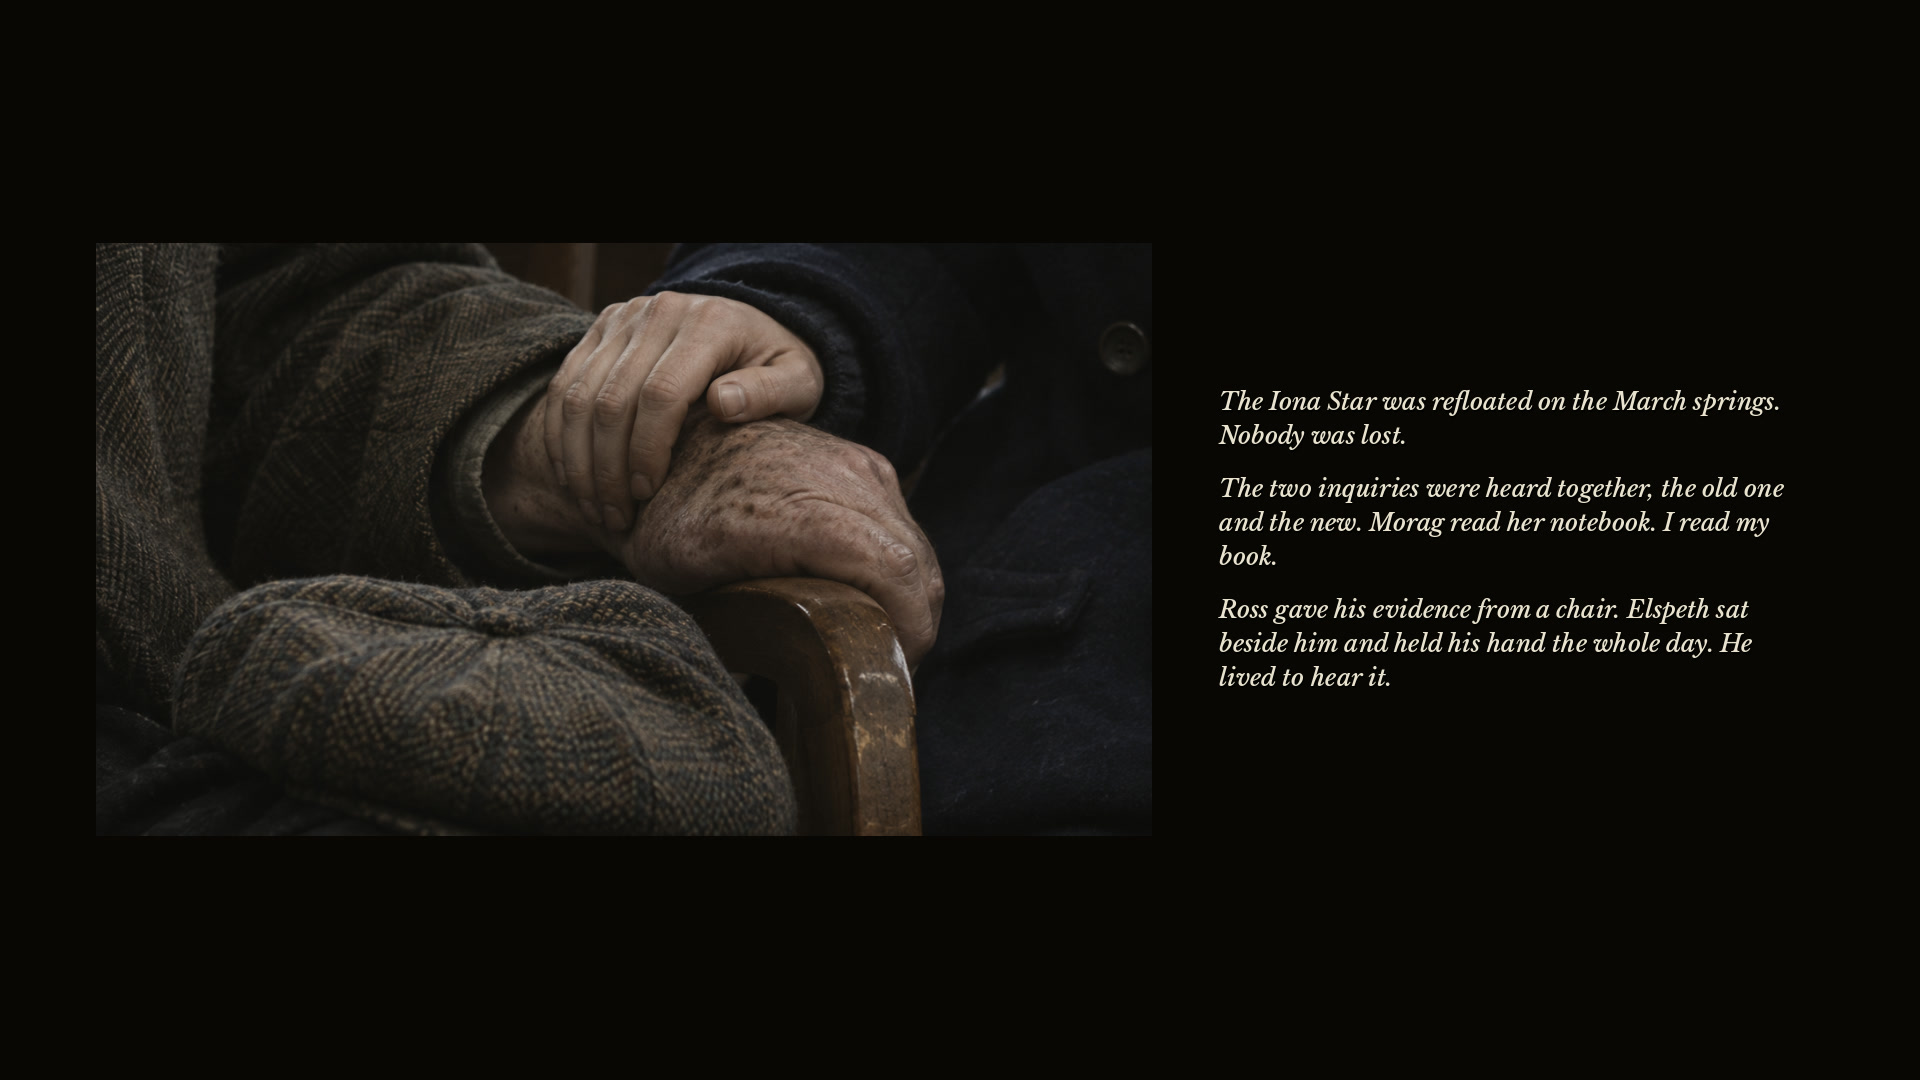 The Iona Star was refloated on the March springs.
Nobody was lost.
The two inquiries were heard together, the old one
and the new. Morag read her notebook. I read my
book.
Ross gave his evidence from a chair. Elspeth sat
beside him and held his hand the whole day. He
lived to hear it.